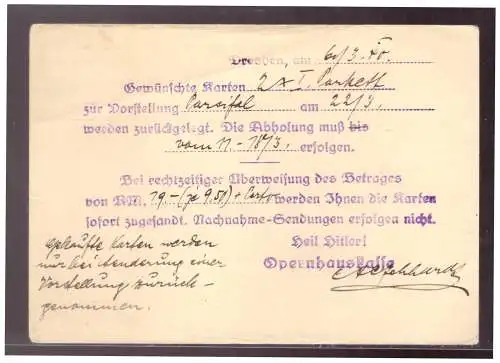 Dresden, am 6/3. 40.
Gewünschte Karten 2 x I. Parkett
zur Vorstellung Parsifal am 22/3.
werden zurückgelegt. Die Abholung muß bis
vom 11. - 18/3. erfolgen.
Bei rechtzeitiger Überweisung des Betrages
von RM. 19.- (je 9.50) + Porto werden Ihnen die Karten
sofort zugesandt. Nachnahme-Sendungen erfolgen nicht.
Heil Hitler!
Opernhauskasse
Gekaufte Karten werden
nur bei Aenderung einer
Vorstellung zurück-
genommen.